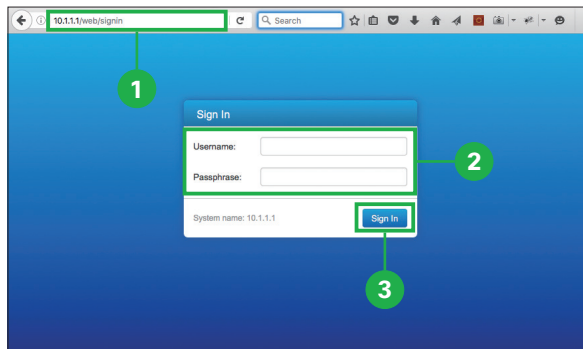 10.1.1.1/web/signin
Search
1
Sign In
Username:
2
Passphrase:
System name: 10.1.1.1
Sign In
3